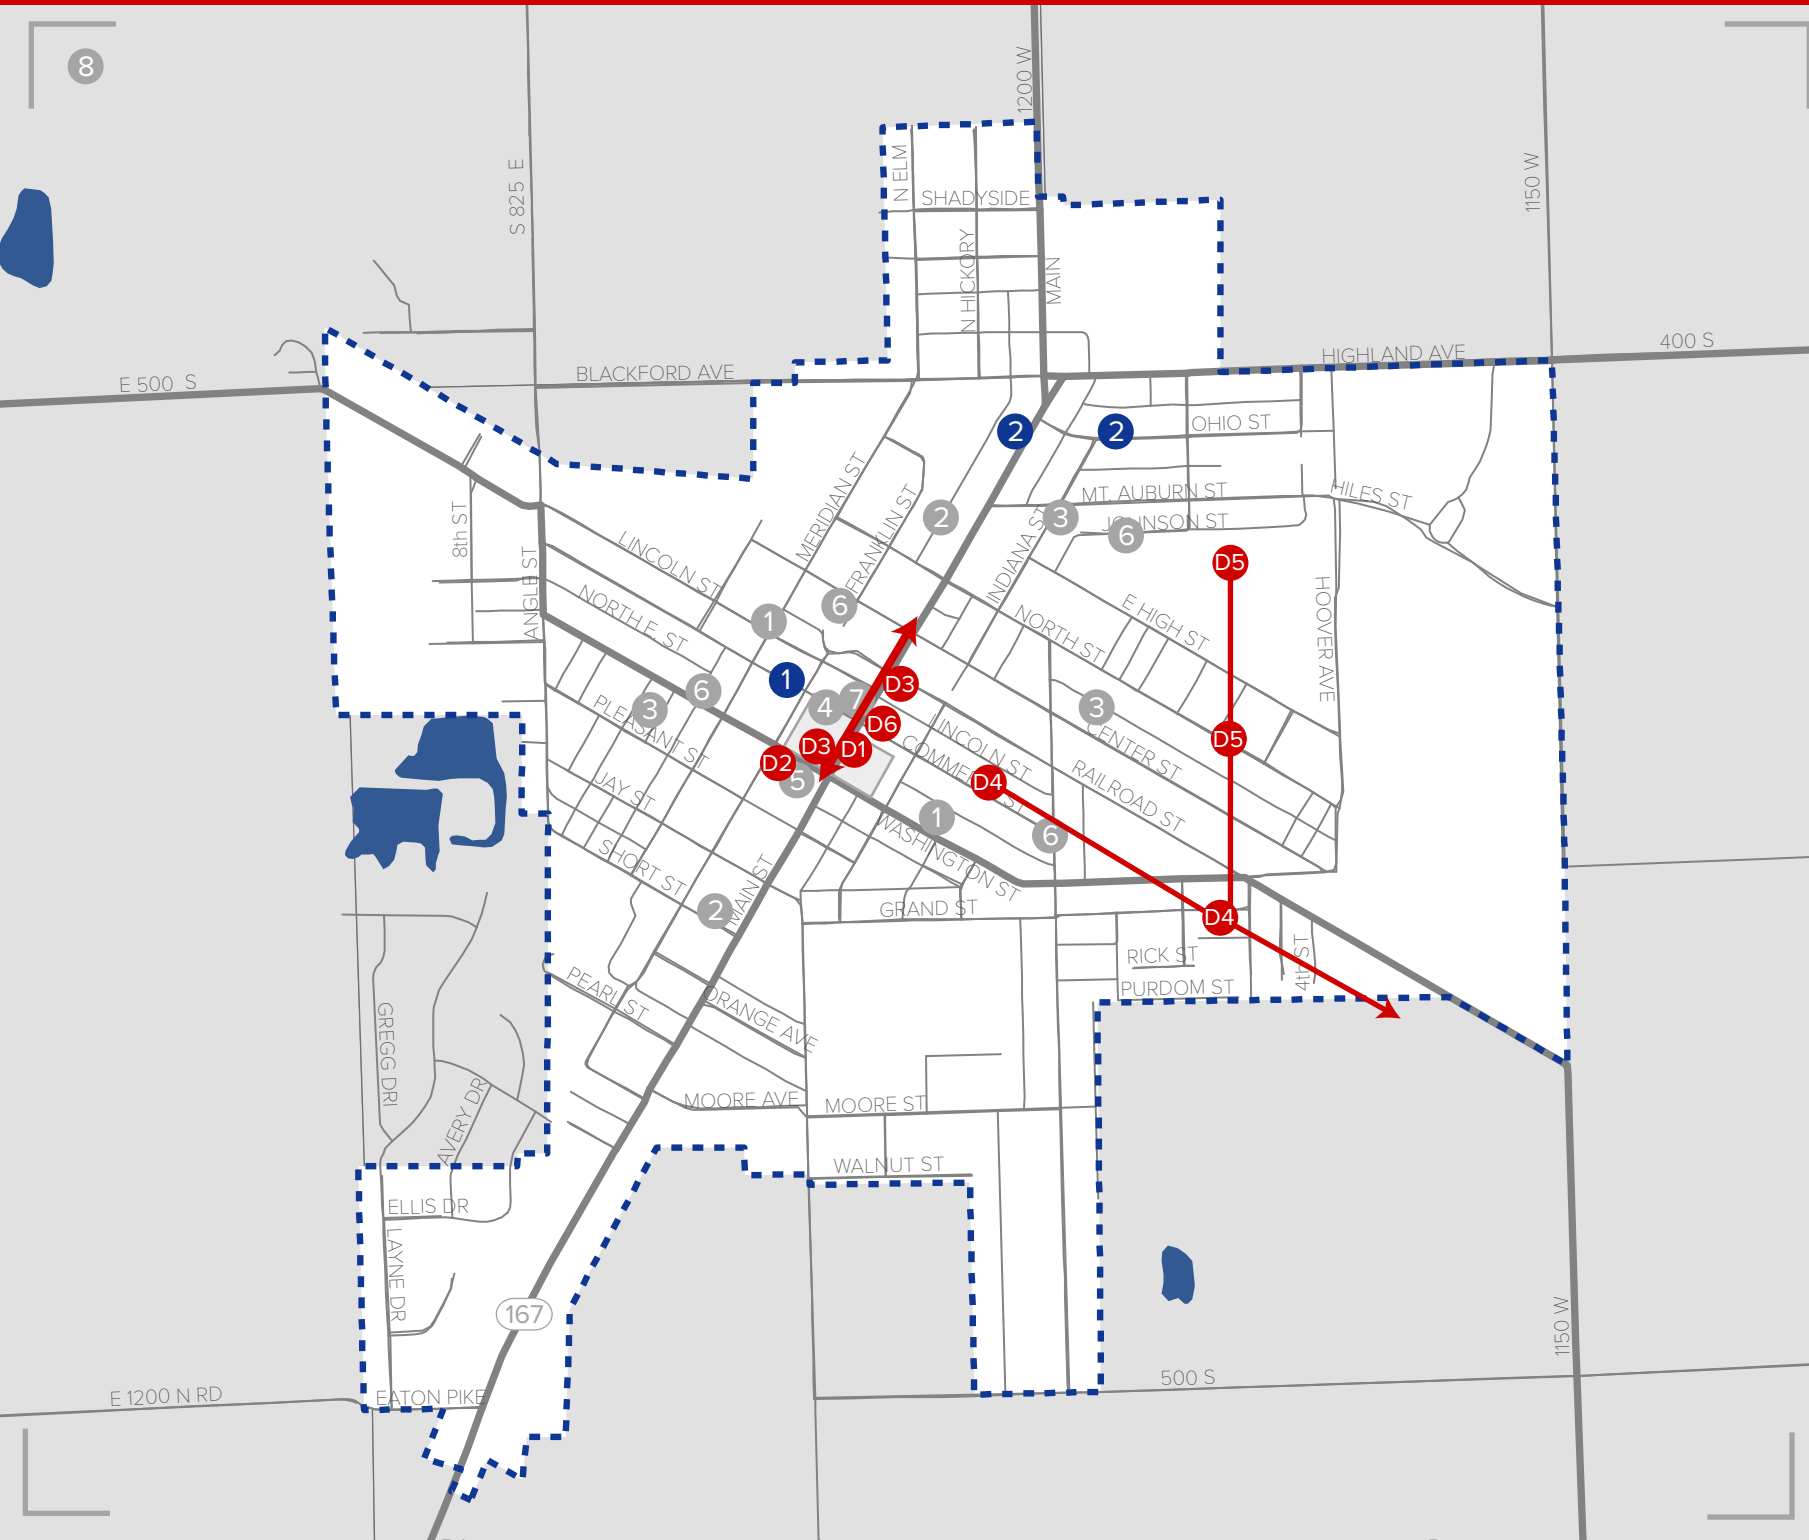 8
1200 W
S 825 E
1150 W
N ELM
SHADYSIDE
N HICKORY
MAIN
E 500 S
BLACKFORD AVE
HIGHLAND AVE
400 S
2
2
OHIO ST
MERIDIAN ST
FRANKLIN ST
MT. AUBURN ST
HILES ST
8th ST
2
3
JOHNSON ST
6
INDIANA ST
ANGLE ST
LINCOLN ST
D5
NORTH E. ST
1
6
NORTH ST
E HIGH ST
HOOVER AVE
1
6
D3
4
7
3
3
PLEASANT ST
D6
D3
D1
D2
5
LINCOLN ST
COMMERCE ST
D5
CENTER ST
D4
RAILROAD ST
JAY ST
1
6
WASHINGTON ST
SHORT ST
MAIN ST
2
GRAND ST
D4
RICK ST
4th ST
PURDOM ST
PEARL ST
ORANGE AVE
GREGG DRI
AVERY DR
MOORE AVE
MOORE ST
WALNUT ST
ELLIS DR
LAYNE DR
167
1150 W
500 S
E 1200 N RD
EATON PIKE